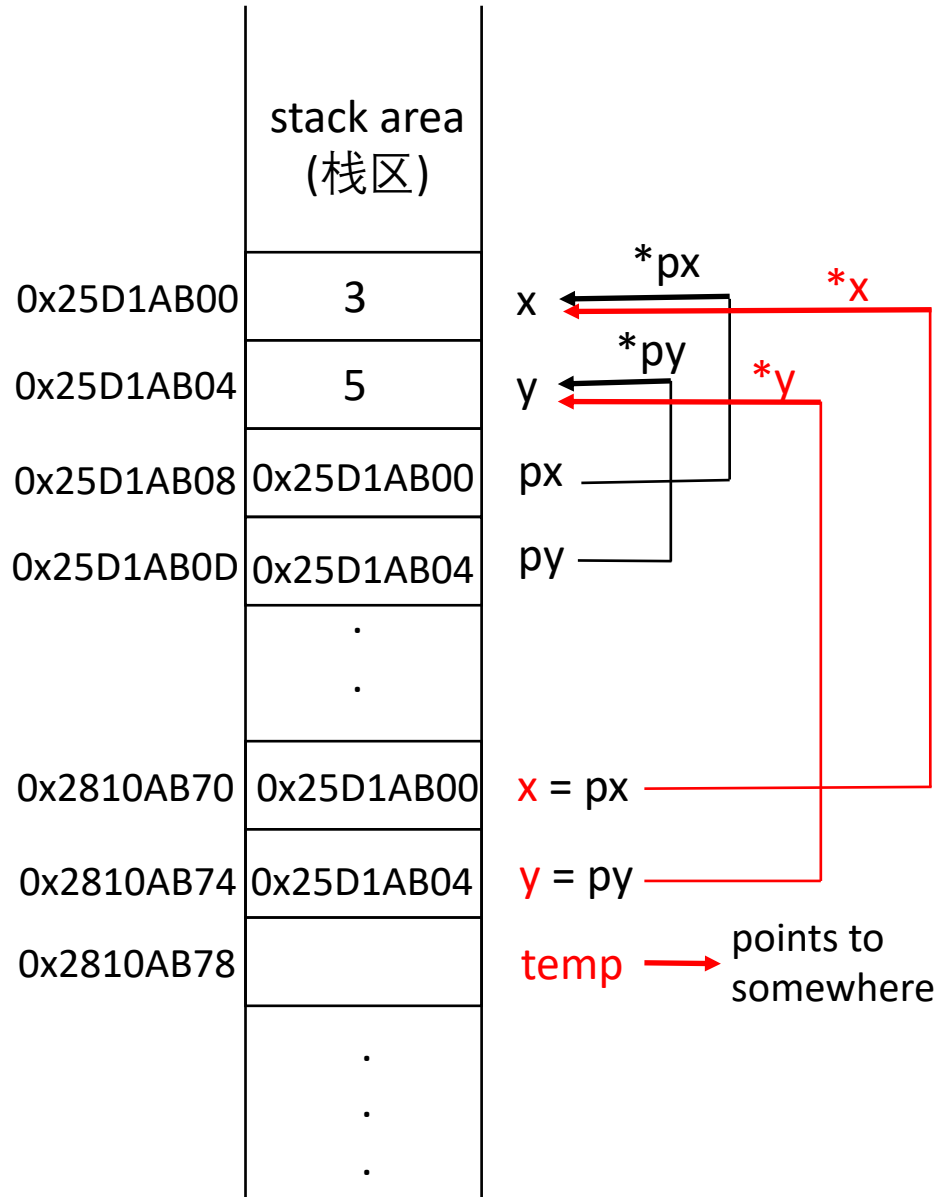 stack area
(栈区)
*px
*x
0x25D1AB00 3 x
*py
*y
0x25D1AB04 5 y
0x25D1AB08 0x25D1AB00 px
0x25D1AB0D 0x25D1AB04 py
.
.
0x2810AB70 0x25D1AB00 x = px
0x2810AB74 0x25D1AB04 y = py
0x2810AB78 temp points to
somewhere
.
.
.